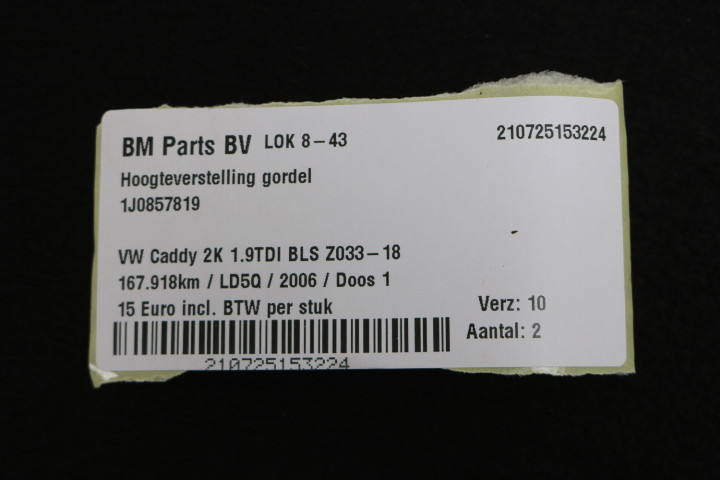 BM Parts BV LOK 8-43 210725153224
Hoogteverstelling gordel
1J0857819
VW Caddy 2K 1.9TDI BLS Z033-18
167.918km / LD5Q / 2006 / Doos 1
15 Euro incl. BTW per stuk Verz: 10
Aantal: 2
210725153224